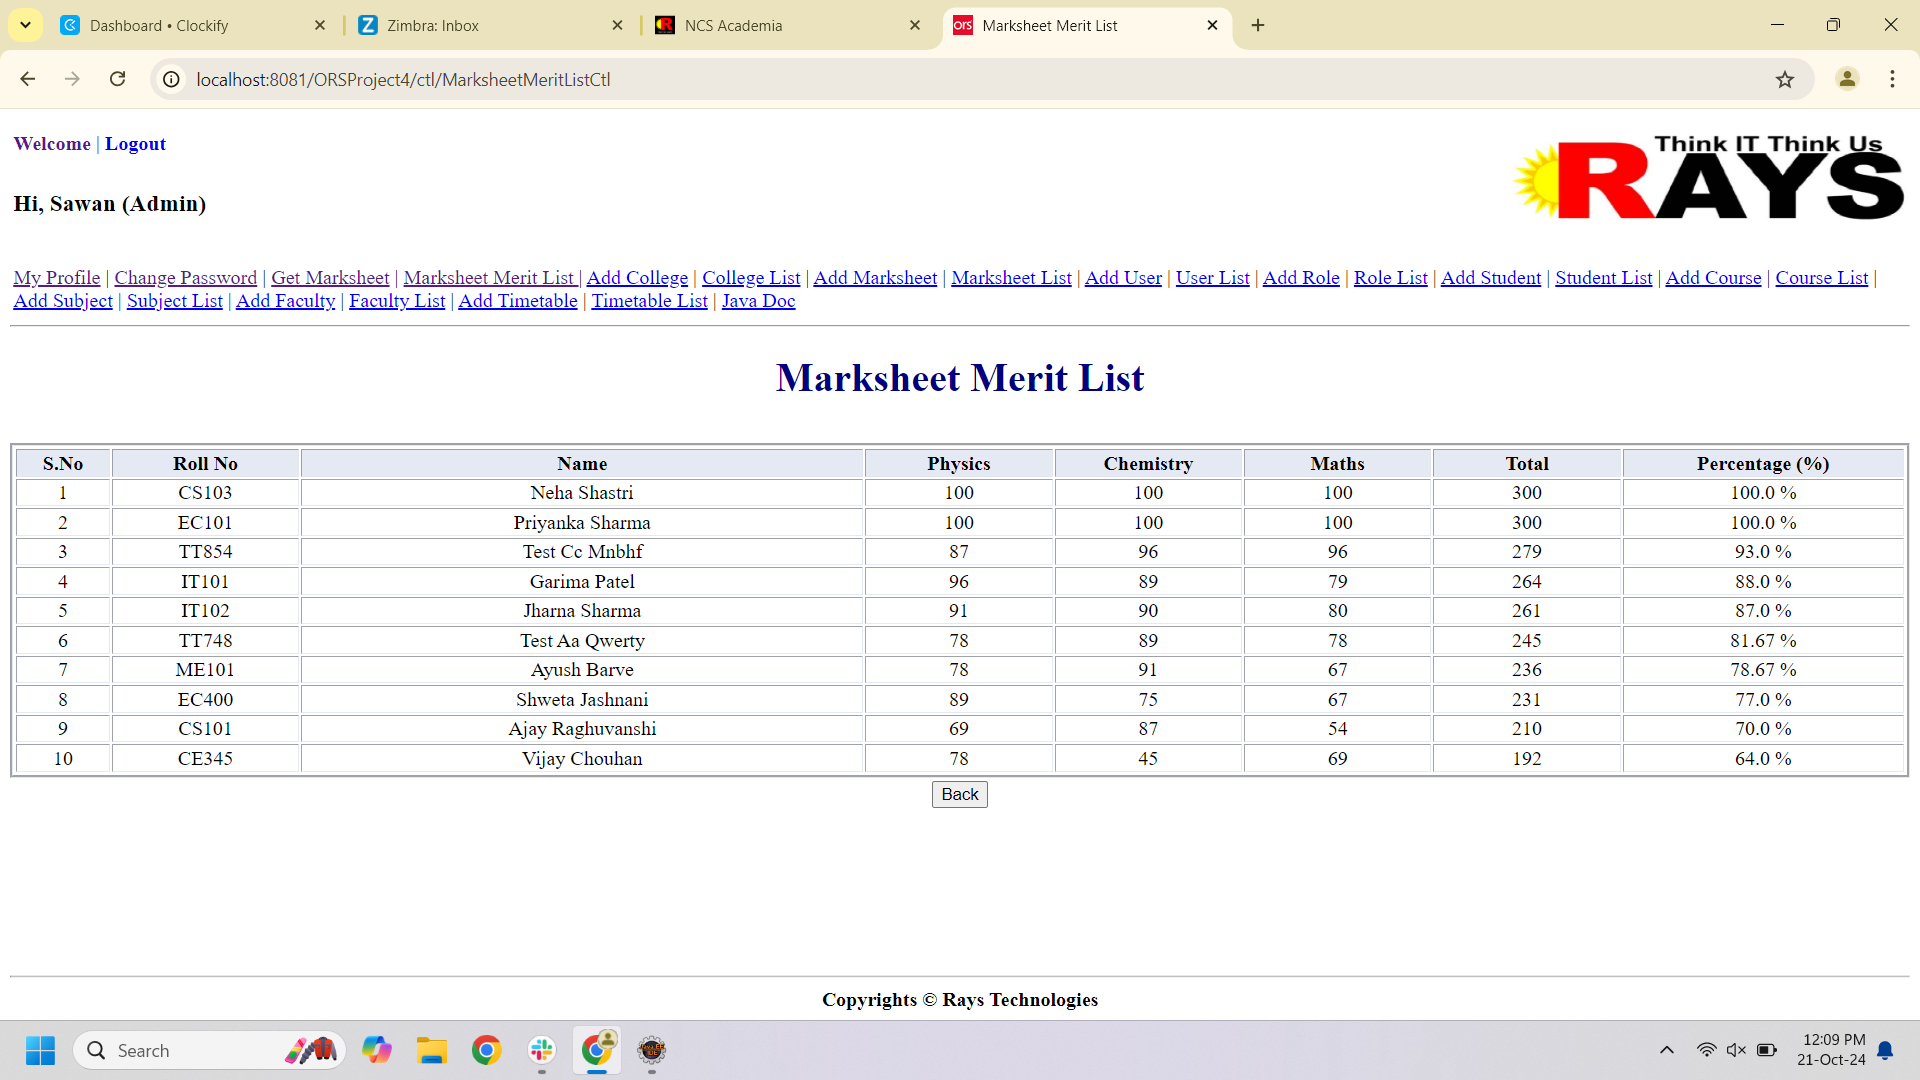 Dashboard • Clockify
Zimbra: Inbox
NCS Academia
ors Marksheet Merit List
localhost:8081/ORSProject4/ctl/MarksheetMeritListCtl
Welcome | Logout
Think IT Think Us
RAYS
Hi, Sawan (Admin)
My Profile | Change Password | Get Marksheet | Marksheet Merit List | Add College | College List | Add Marksheet | Marksheet List | Add User | User List | Add Role | Role List | Add Student | Student List | Add Course | Course List |
Add Subject | Subject List | Add Faculty | Faculty List | Add Timetable | Timetable List | Java Doc
Marksheet Merit List
S.No Roll No Name Physics Chemistry Maths Total Percentage (%)
1 CS103 Neha Shastri 100 100 100 300 100.0 %
2 EC101 Priyanka Sharma 100 100 100 300 100.0 %
3 TT854 Test Cc Mnbhf 87 96 96 279 93.0 %
4 IT101 Garima Patel 96 89 79 264 88.0 %
5 IT102 Jharna Sharma 91 90 80 261 87.0 %
6 TT748 Test Aa Qwerty 78 89 78 245 81.67 %
7 ME101 Ayush Barve 78 91 67 236 78.67 %
8 EC400 Shweta Jashnani 89 75 67 231 77.0 %
9 CS101 Ajay Raghuvanshi 69 87 54 210 70.0 %
10 CE345 Vijay Chouhan 78 45 69 192 64.0 %
Back
Copyrights © Rays Technologies
Search
12:09 PM
21-Oct-24